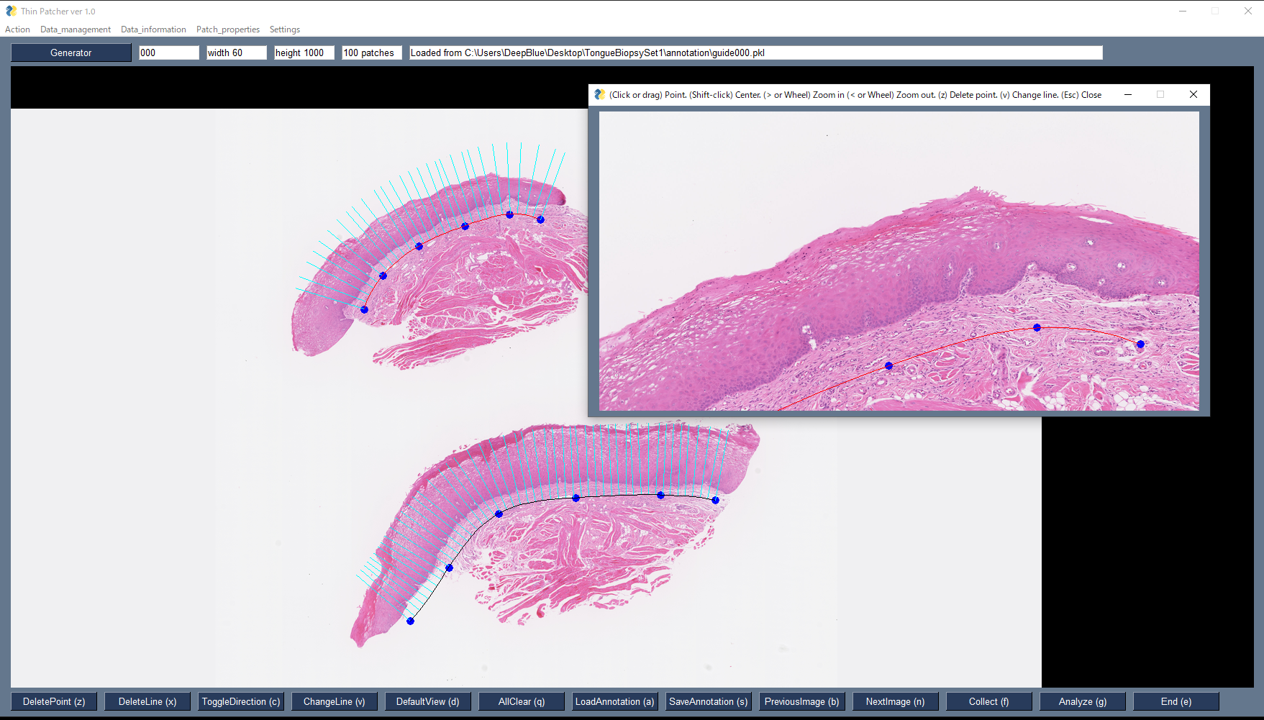 Thin Patcher ver 1.0
Action Data_management Data_information Patch_properties Settings
Generator 000 width 60 height 1000 100 patches Loaded from C:\Users\DeepBlue\Desktop\TongueBiopsySet1\annotation\guide000.pkl
(Click or drag) Point. (Shift-click) Center. (> or Wheel) Zoom in (< or Wheel) Zoom out. (z) Delete point. (v) Change line. (Esc) Close
DeletePoint (z) DeleteLine (x) ToggleDirection (c) ChangeLine (v) DefaultView (d) AllClear (q) LoadAnnotation (a) SaveAnnotation (s) PreviousImage (b) NextImage (n) Collect (f) Analyze (g) End (e)